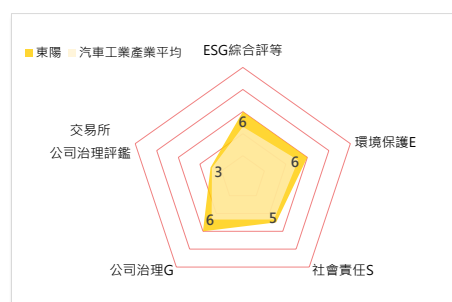 ESG綜合評等
東陽 汽車工業產業平均
6
交易所
公司治理評鑑
環境保護E
6
3
6
5
公司治理G
社會責任S